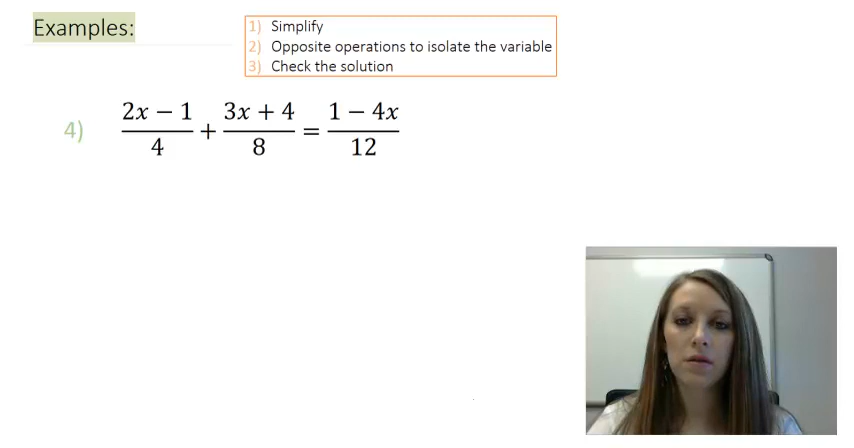 Examples:
1) Simplify
2) Opposite operations to isolate the variable
3) Check the solution
4) (2x − 1)/4 + (3x + 4)/8 = (1 − 4x)/12